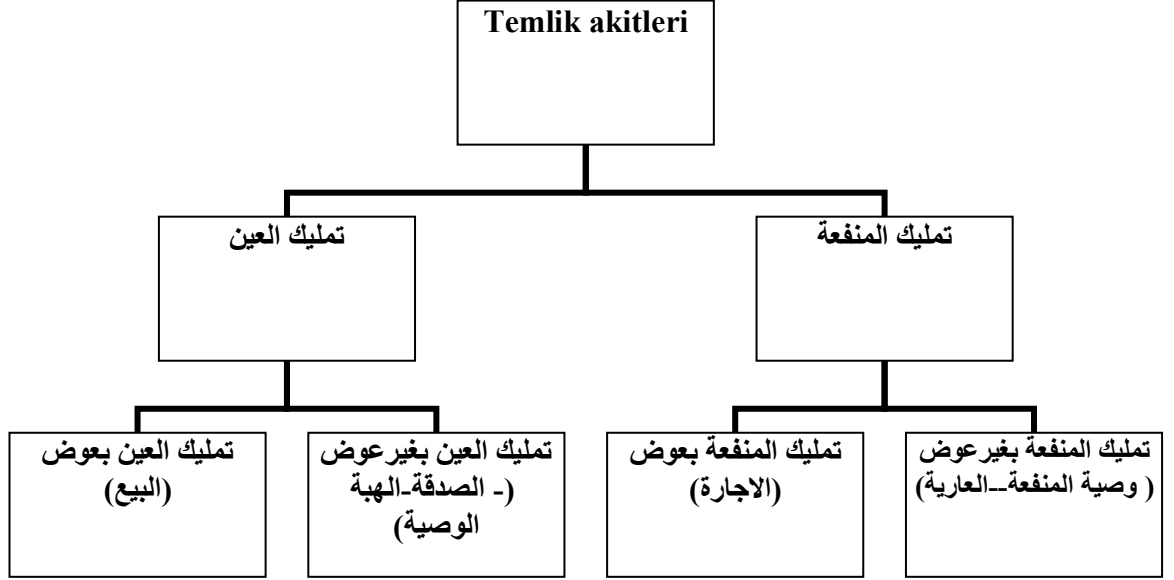 Temlik akitleri
تمليك العين
تمليك المنفعة
تمليك العين بعوض
(البيع)
تمليك العين بغيرعوض
(- الصدقة-الهبة
الوصية)
تمليك المنفعة بعوض
(الاجارة)
تمليك المنفعة بغيرعوض
( وصية المنفعة--العارية)